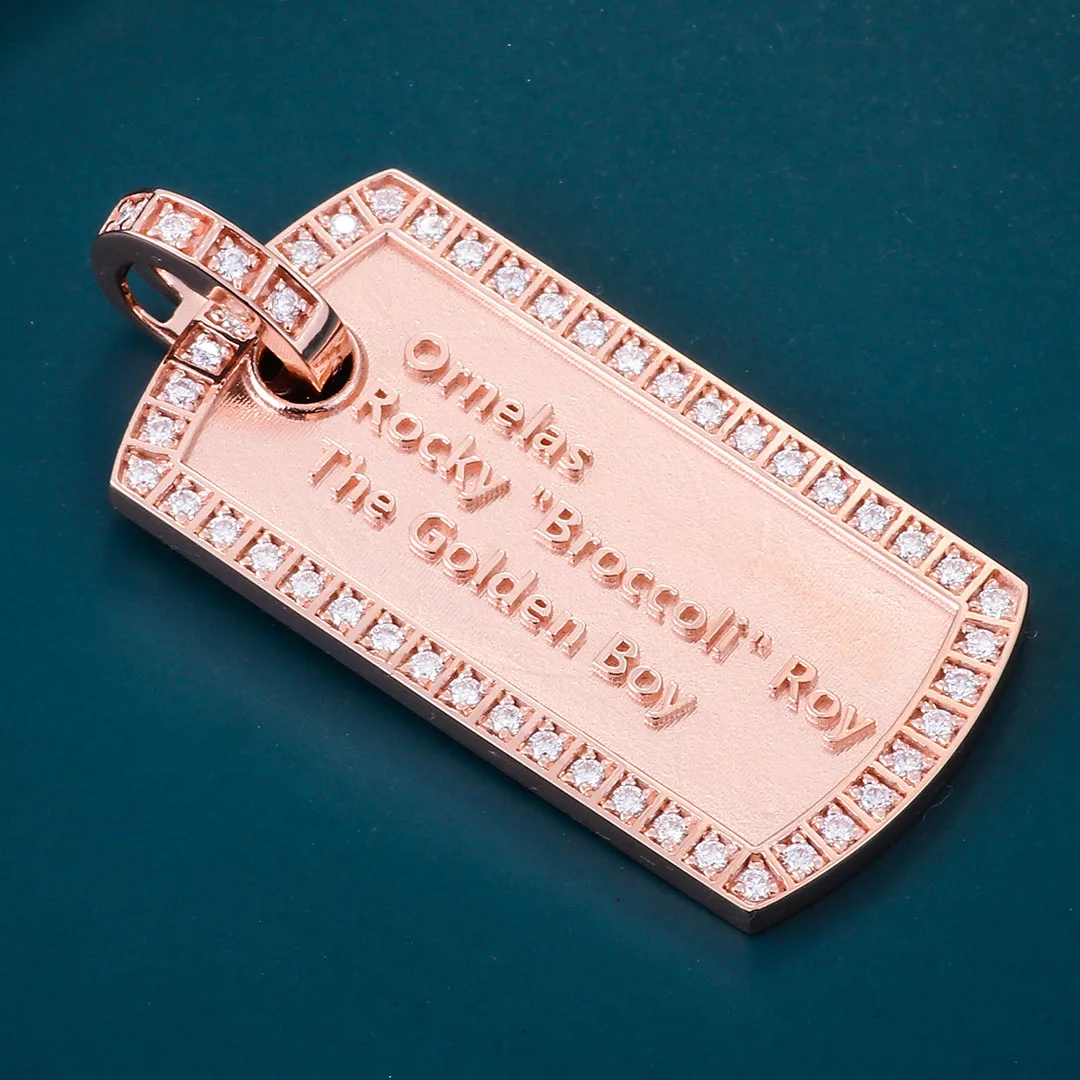 Ornelas
Rocky "Broccoli" Roy
The Golden Boy